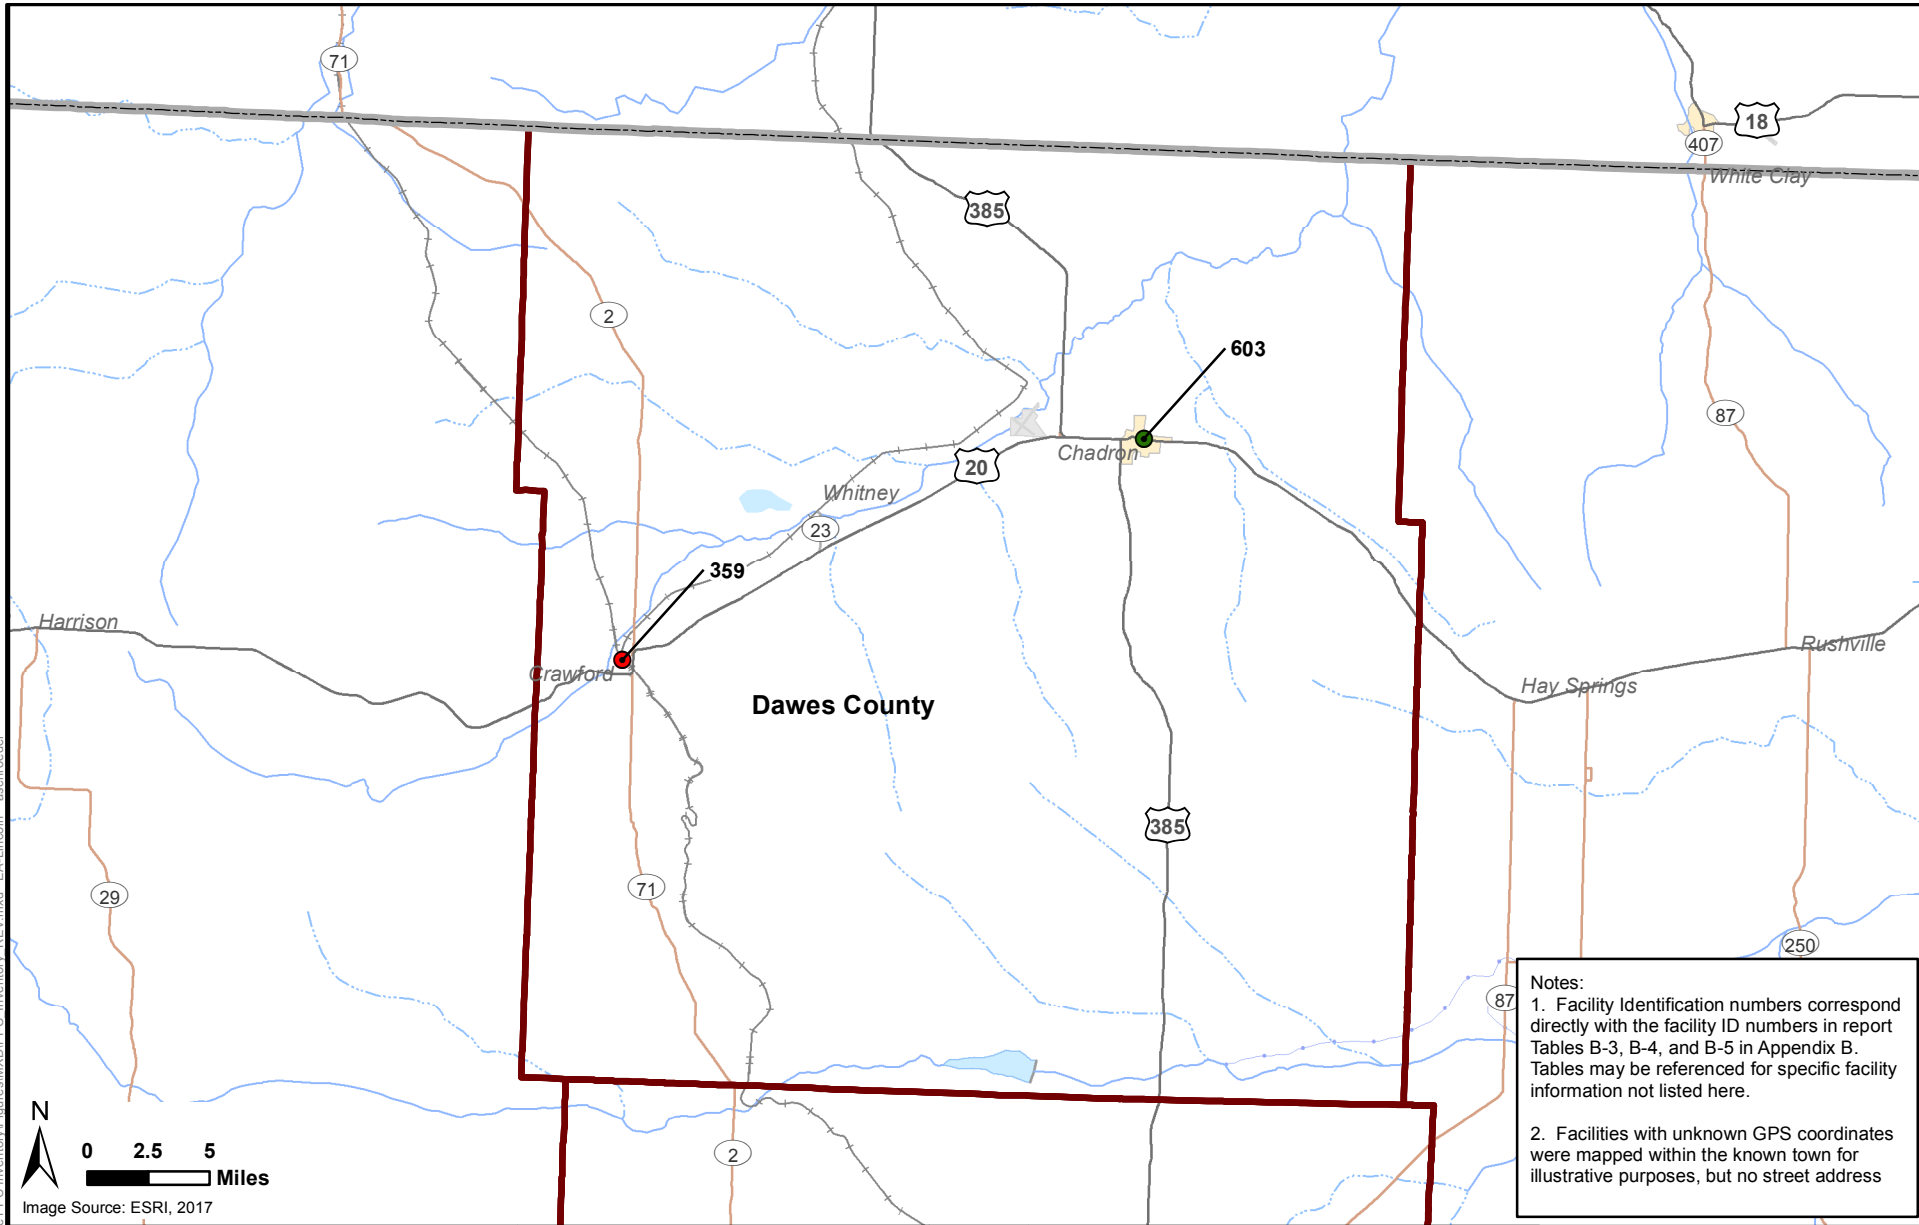 71
18
407
White Clay
385
2
603
87
Chadron
20
Whitney
23
359
Harrison
Crawford
Rushville
Hay Springs
Dawes County
385
71
29
250
87
2
Notes:
1. Facility Identification numbers correspond
directly with the facility ID numbers in report
Tables B-3, B-4, and B-5 in Appendix B.
Tables may be referenced for specific facility
information not listed here.
2. Facilities with unknown GPS coordinates
were mapped within the known town for
illustrative purposes, but no street address
N
0 2.5 5
Miles
Image Source: ESRI, 2017